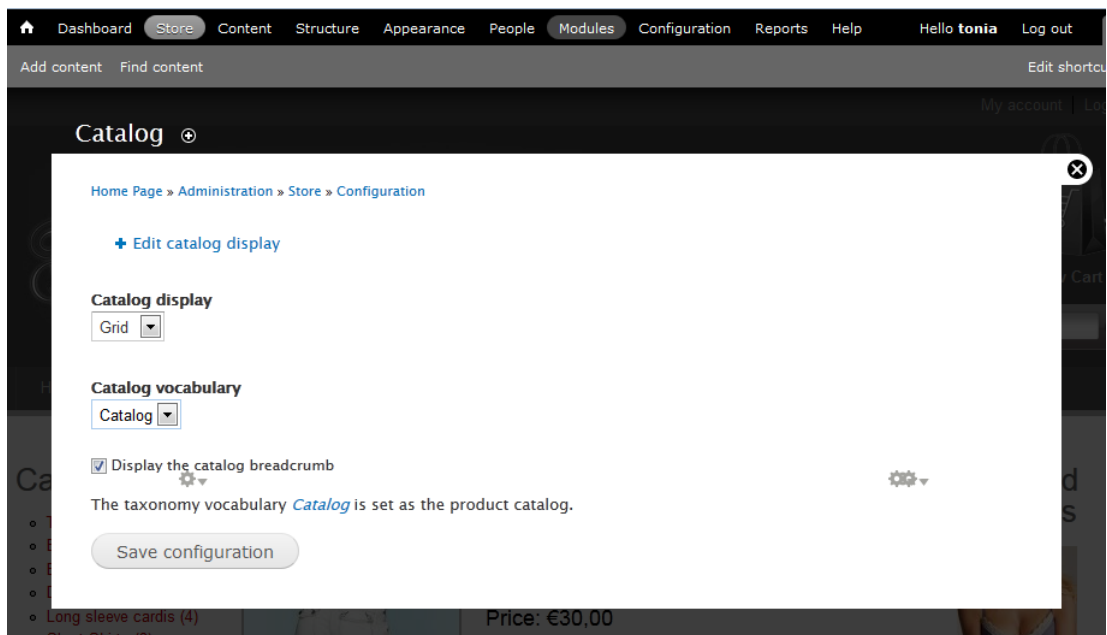 Dashboard Store Content Structure Appearance People Modules Configuration Reports Help Hello tonia Log out
Add content Find content Edit shortcu
My account Log
Catalog
Home Page » Administration » Store » Configuration
Edit catalog display
Catalog display
Grid
Cart
Catalog vocabulary
Catalog
Display the catalog breadcrumb
The taxonomy vocabulary Catalog is set as the product catalog.
Save configuration
Long sleeve cardis (4)
Price: €30,00